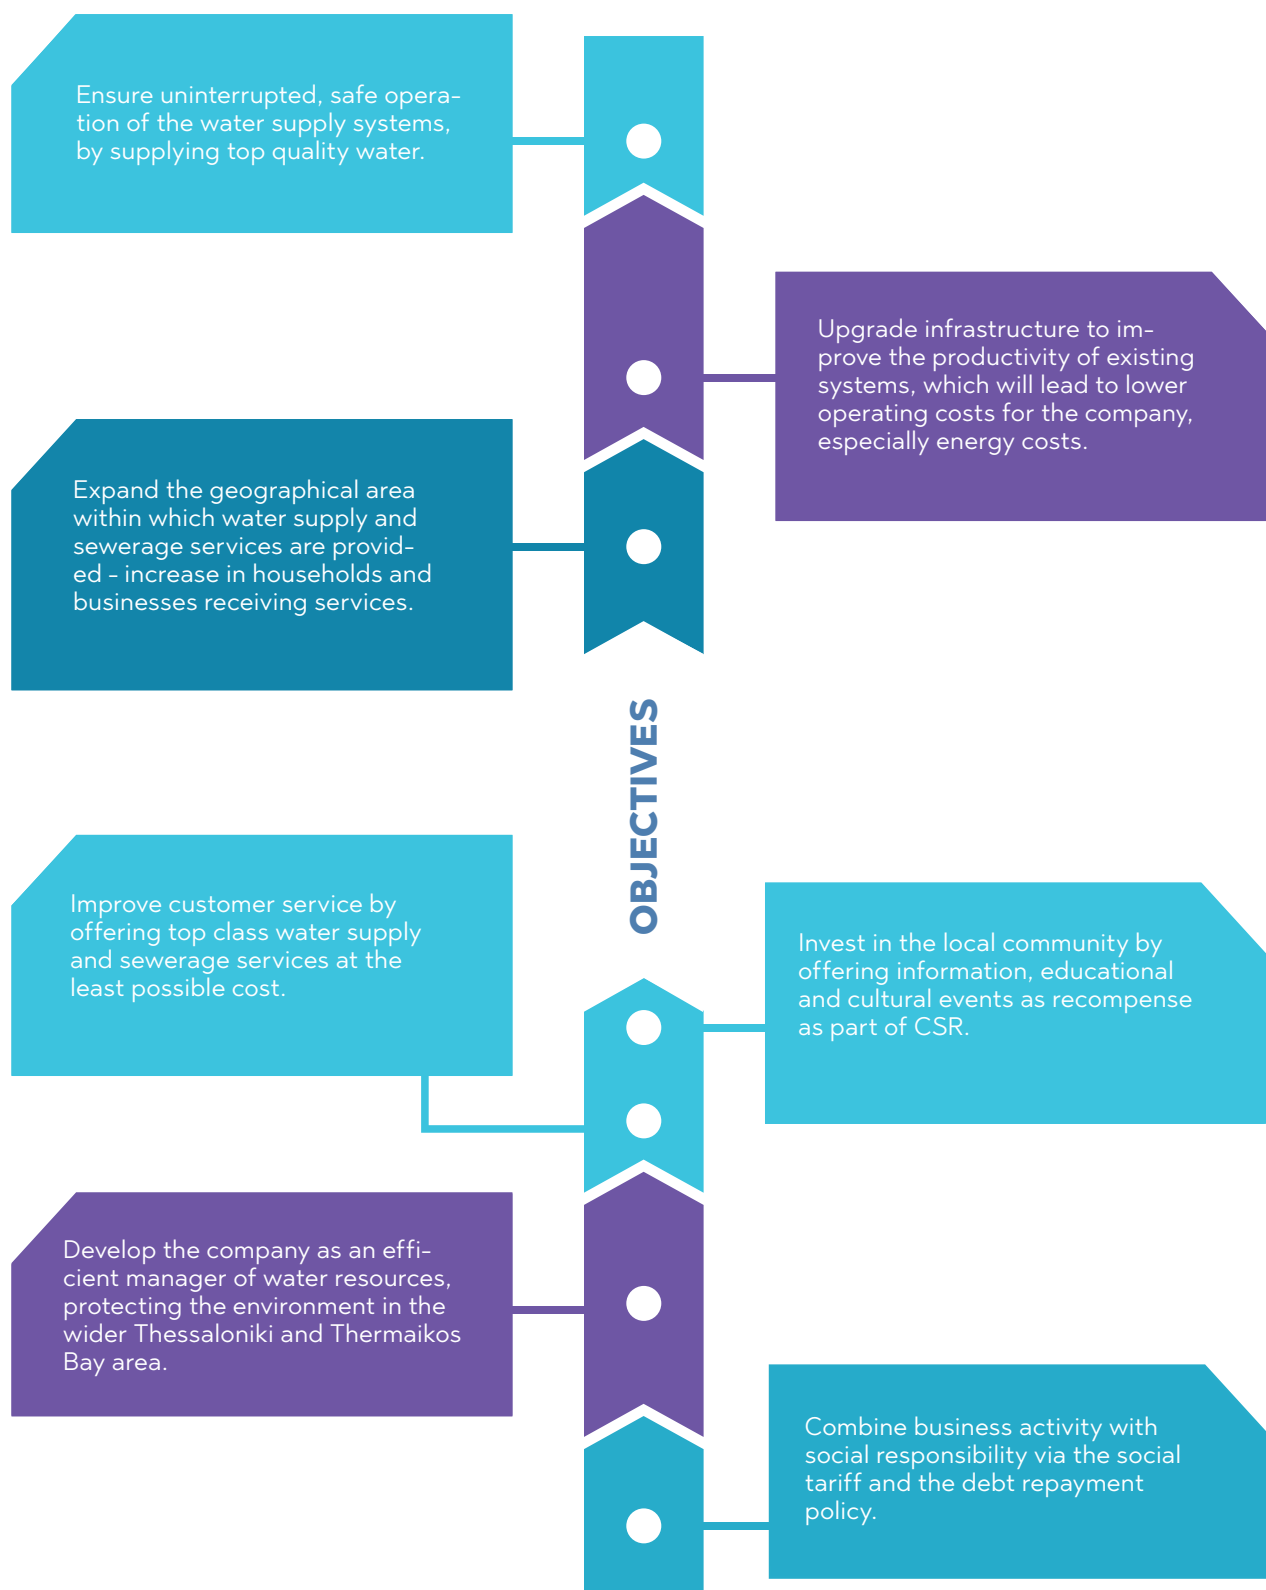 Ensure uninterrupted, safe opera-
tion of the water supply systems,
by supplying top quality water.
Upgrade infrastructure to im-
prove the productivity of existing
systems, which will lead to lower
operating costs for the company,
especially energy costs.
Expand the geographical area
within which water supply and
sewerage services are provid-
ed - increase in households and
businesses receiving services.
OBJECTIVES
Improve customer service by
offering top class water supply
and sewerage services at the
least possible cost.
Invest in the local community by
offering information, educational
and cultural events as recompense
as part of CSR.
Develop the company as an effi-
cient manager of water resources,
protecting the environment in the
wider Thessaloniki and Thermaikos
Bay area.
Combine business activity with
social responsibility via the social
tariff and the debt repayment
policy.